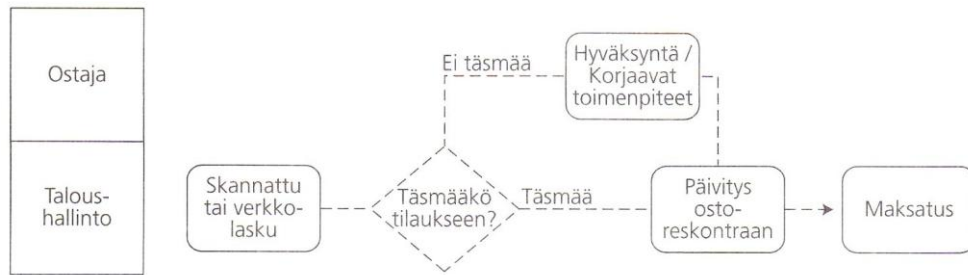 Ostaja
Ei täsmää
Hyväksyntä /
Korjaavat
toimenpiteet
Talous-
hallinto
Skannattu
tai verkko-
lasku
Täsmääkö
tilaukseen?
Täsmää
Päivitys
osto-
reskontraan
Maksatus